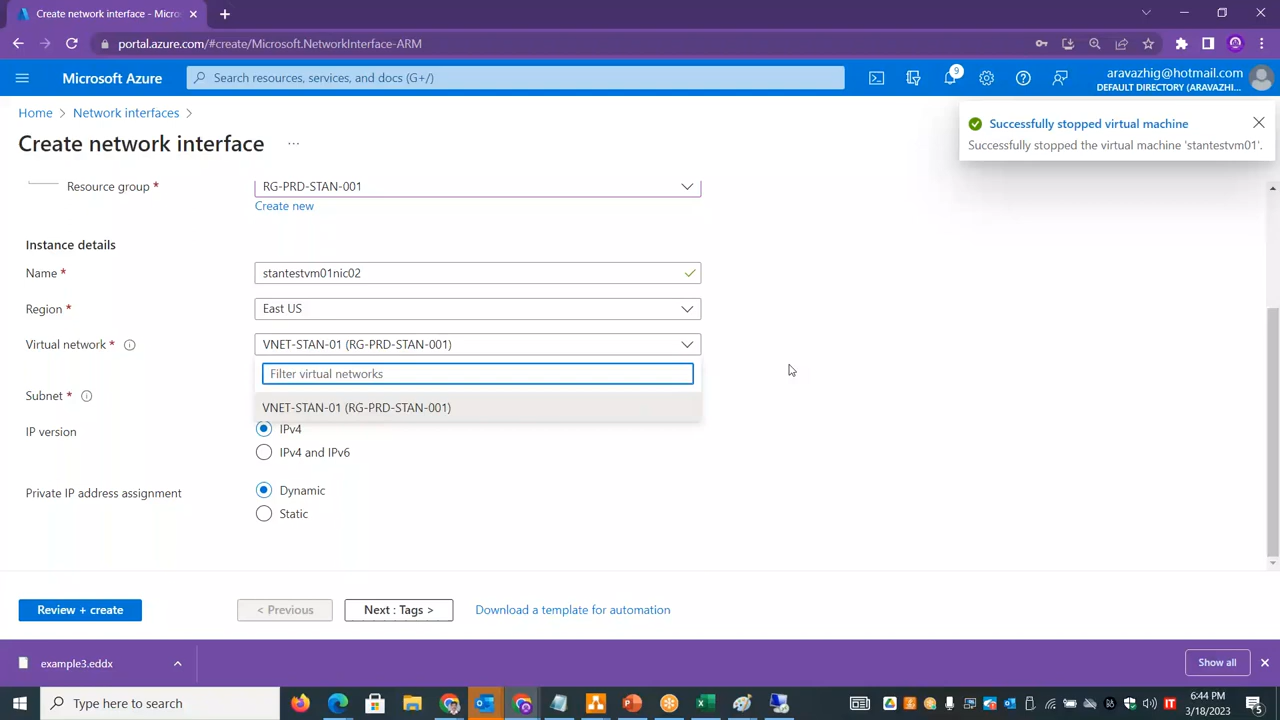 Create network interface - Micros
portal.azure.com/#create/Microsoft.NetworkInterface-ARM
Microsoft Azure
Search resources, services, and docs (G+/)
9
aravazhig@hotmail.com
DEFAULT DIRECTORY (ARAVAZHI...
Home > Network interfaces >
Create network interface ...
Successfully stopped virtual machine
Successfully stopped the virtual machine 'stantestvm01'.
Resource group *
RG-PRD-STAN-001
Create new
Instance details
Name *
stantestvm01nic02
Region *
East US
Virtual network *
VNET-STAN-01 (RG-PRD-STAN-001)
Filter virtual networks
VNET-STAN-01 (RG-PRD-STAN-001)
Subnet *
IP version
IPv4
IPv4 and IPv6
Private IP address assignment
Dynamic
Static
Review + create
< Previous
Next : Tags >
Download a template for automation
example3.eddx
Show all
Type here to search
6:44 PM
3/18/2023
5